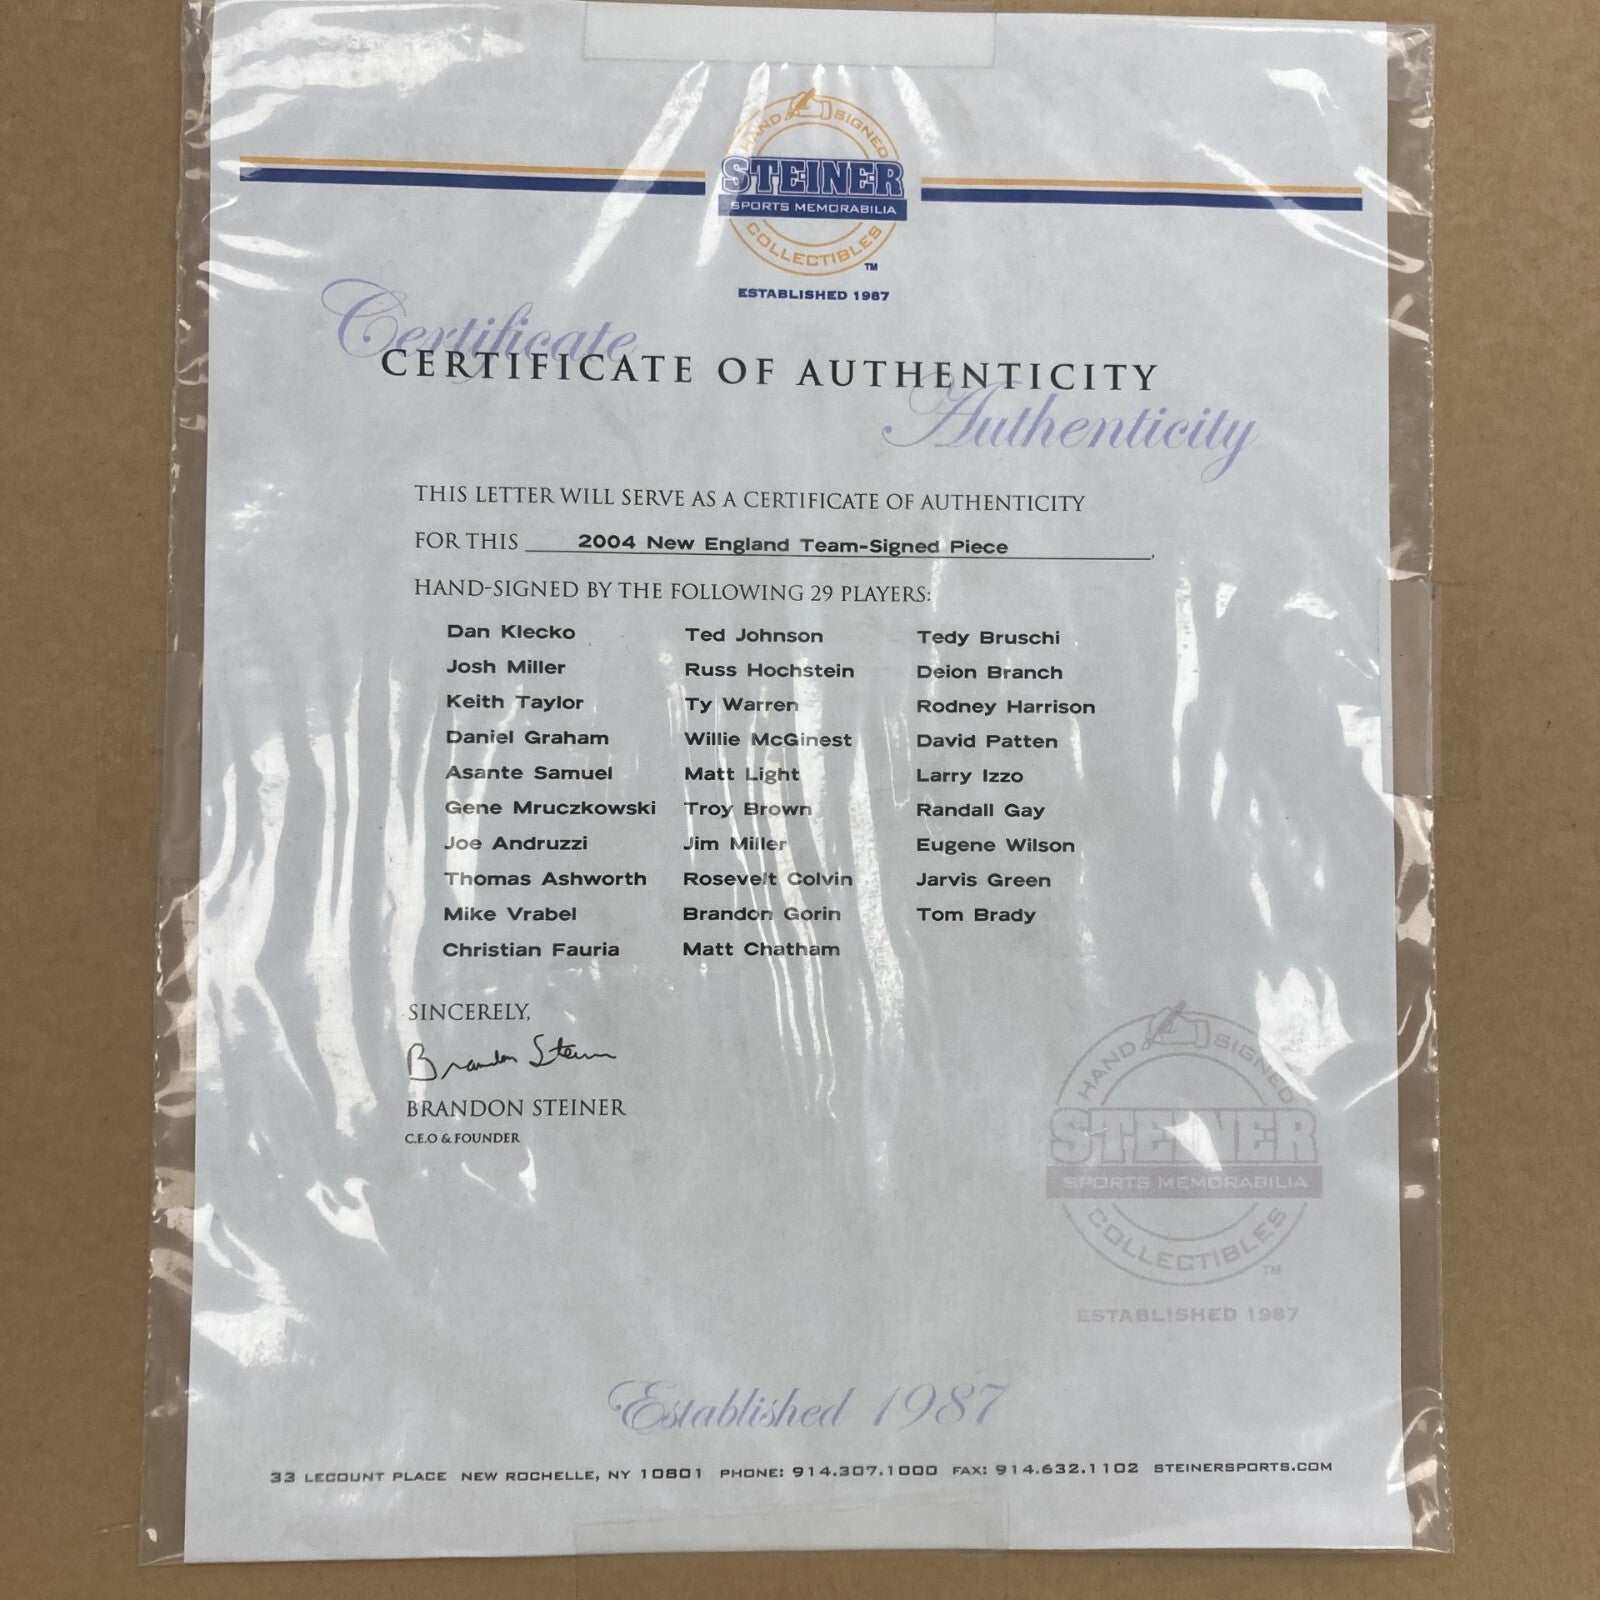 HAND SIGNED
STEINER
SPORTS MEMORABILIA
COLLECTIBLES
TM
ESTABLISHED 1987
Certificate
CERTIFICATE OF AUTHENTICITY
Authenticity
THIS LETTER WILL SERVE AS A CERTIFICATE OF AUTHENTICITY
FOR THIS 2004 New England Team-Signed Piece,
HAND-SIGNED BY THE FOLLOWING 29 PLAYERS:
Dan Klecko Ted Johnson Tedy Bruschi
Josh Miller Russ Hochstein Deion Branch
Keith Taylor Ty Warren Rodney Harrison
Daniel Graham Willie McGinest David Patten
Asante Samuel Matt Light Larry Izzo
Gene Mruczkowski Troy Brown Randall Gay
Joe Andruzzi Jim Miller Eugene Wilson
Thomas Ashworth Rosevelt Colvin Jarvis Green
Mike Vrabel Brandon Gorin Tom Brady
Christian Fauria Matt Chatham
SINCERELY,
Brandon Steiner
BRANDON STEINER
C.E.O & FOUNDER
HAND SIGNED
STEINER
SPORTS MEMORABILIA
COLLECTIBLES
TM
ESTABLISHED 1987
Established 1987
33 LECOUNT PLACE NEW ROCHELLE, NY 10801 PHONE: 914.307.1000 FAX: 914.632.1102 STEINERSPORTS.COM